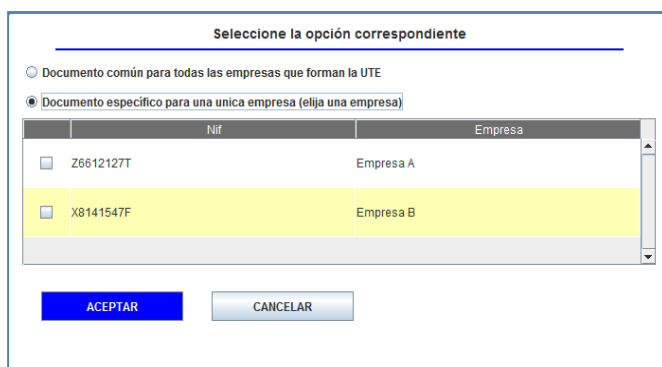 Seleccione la opción correspondiente
Documento común para todas las empresas que forman la UTE
Documento específico para una unica empresa (elija una empresa)
Nif Empresa
Z6612127T Empresa A
X8141547F Empresa B
ACEPTAR CANCELAR